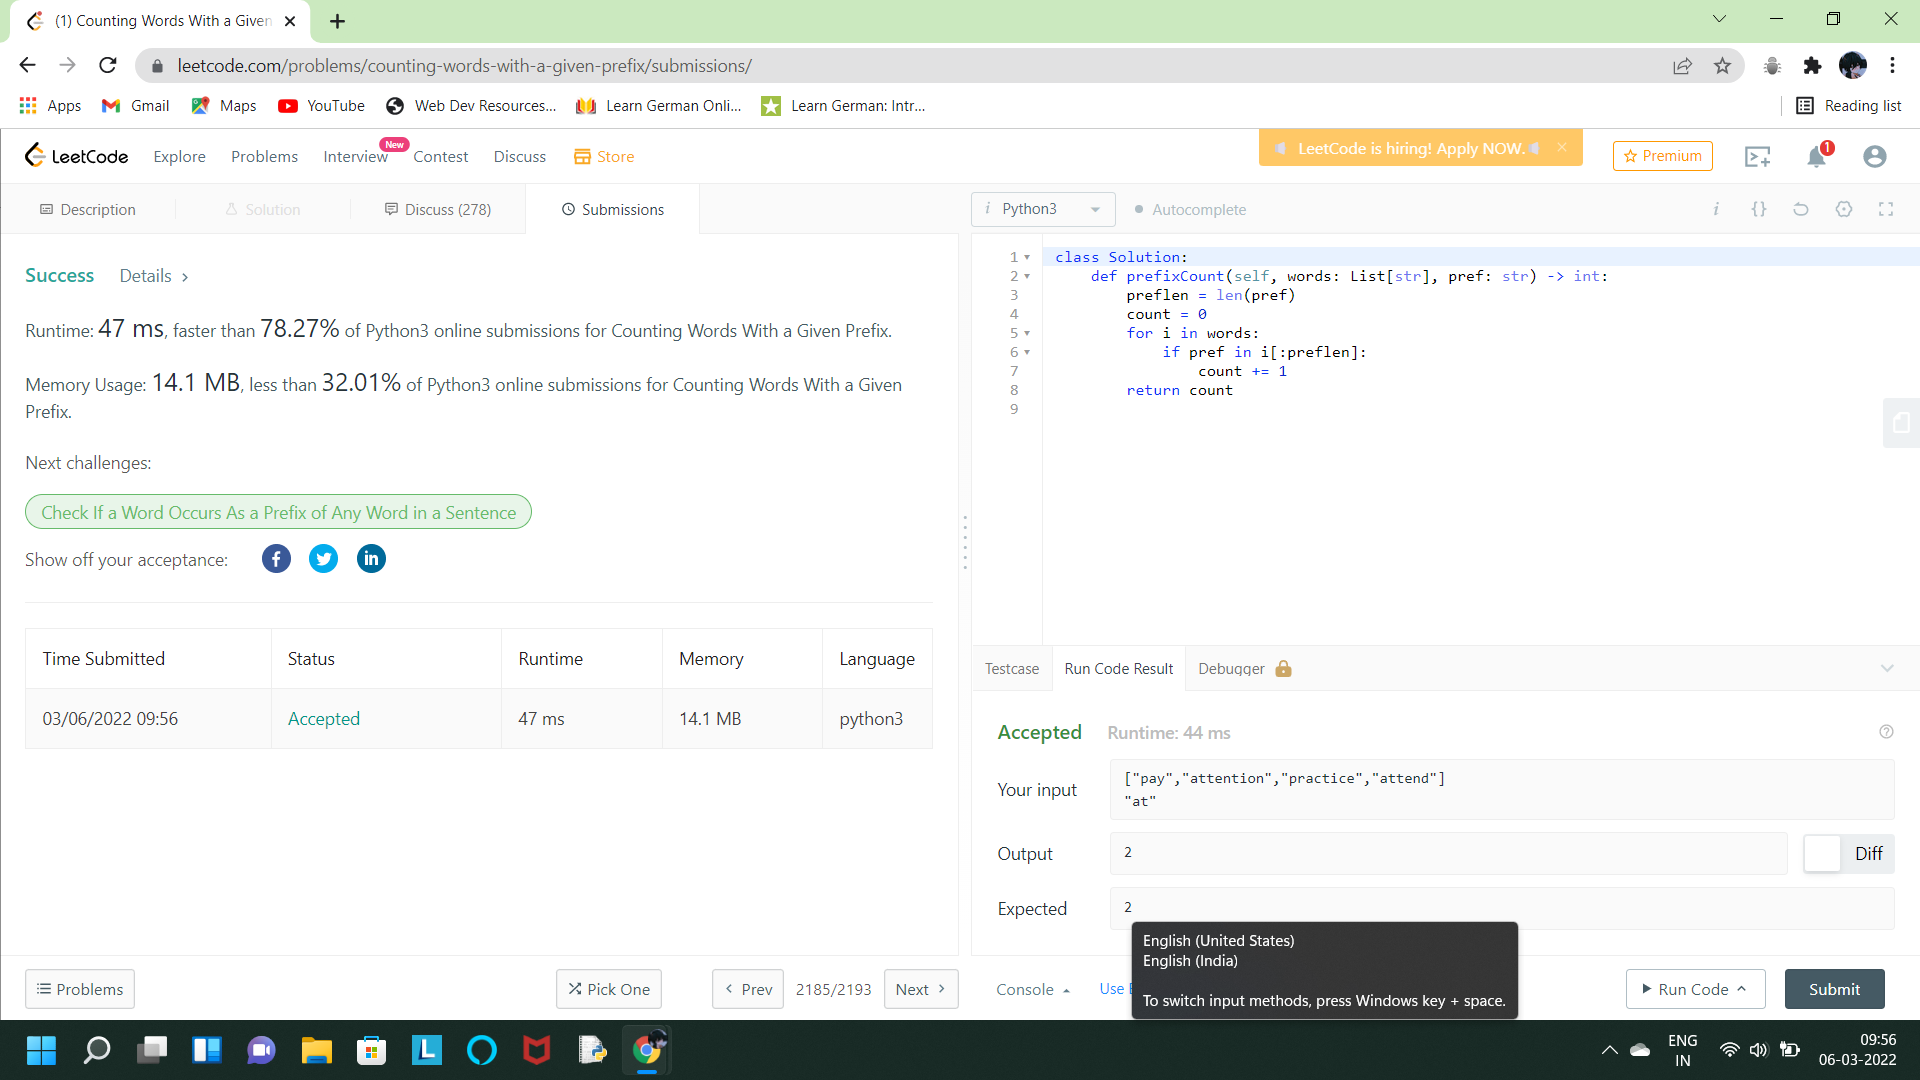 (1) Counting Words With a Given
leetcode.com/problems/counting-words-with-a-given-prefix/submissions/
Apps Gmail Maps YouTube Web Dev Resources... Learn German Onli... Learn German: Intr... Reading list
LeetCode Explore Problems Interview New Contest Discuss Store LeetCode is hiring! Apply NOW. Premium 1
Description Solution Discuss (278) Submissions
Success Details >
Runtime: 47 ms, faster than 78.27% of Python3 online submissions for Counting Words With a Given Prefix.
Memory Usage: 14.1 MB, less than 32.01% of Python3 online submissions for Counting Words With a Given
Prefix.
Next challenges:
Check If a Word Occurs As a Prefix of Any Word in a Sentence
Show off your acceptance:
Time Submitted Status Runtime Memory Language
03/06/2022 09:56 Accepted 47 ms 14.1 MB python3
Problems Pick One < Prev 2185/2193 Next >
i Python3 Autocomplete i {}
1 class Solution:
2 def prefixCount(self, words: List[str], pref: str) -> int:
3 preflen = len(pref)
4 count = 0
5 for i in words:
6 if pref in i[:preflen]:
7 count += 1
8 return count
9
Testcase Run Code Result Debugger
Accepted Runtime: 44 ms
Your input
["pay","attention","practice","attend"]
"at"
Output 2 Diff
Expected 2
English (United States)
English (India)
To switch input methods, press Windows key + space.
Console Use Run Code Submit
ENG
IN
09:56
06-03-2022